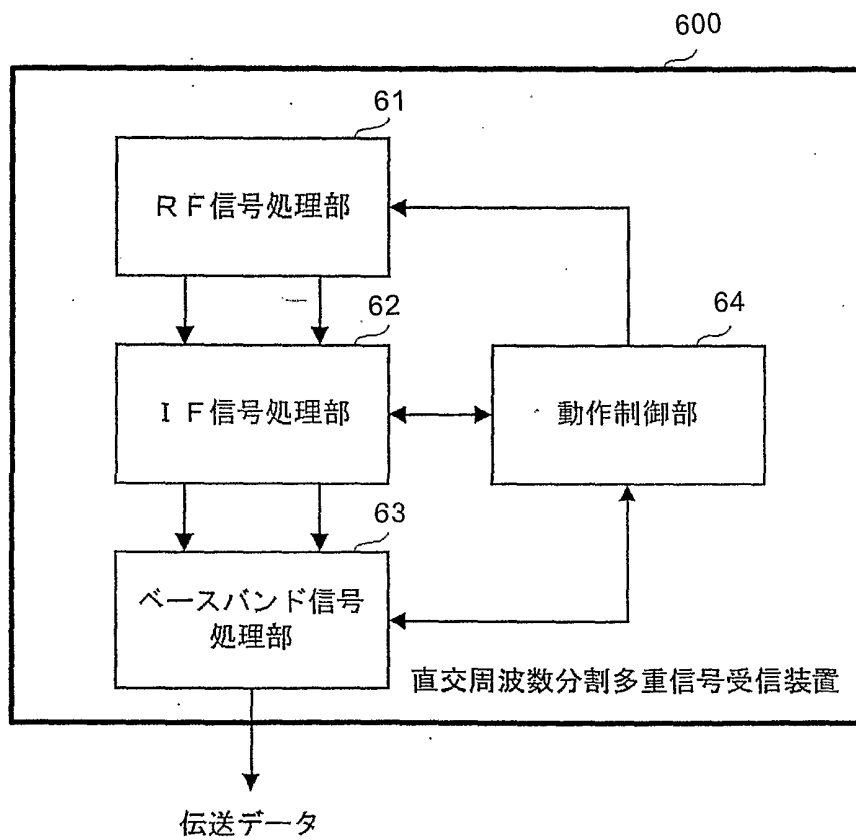 600
61
RF信号処理部
62
IF信号処理部
64
動作制御部
63
ベースバンド信号
処理部
直交周波数分割多重信号受信装置
伝送データ